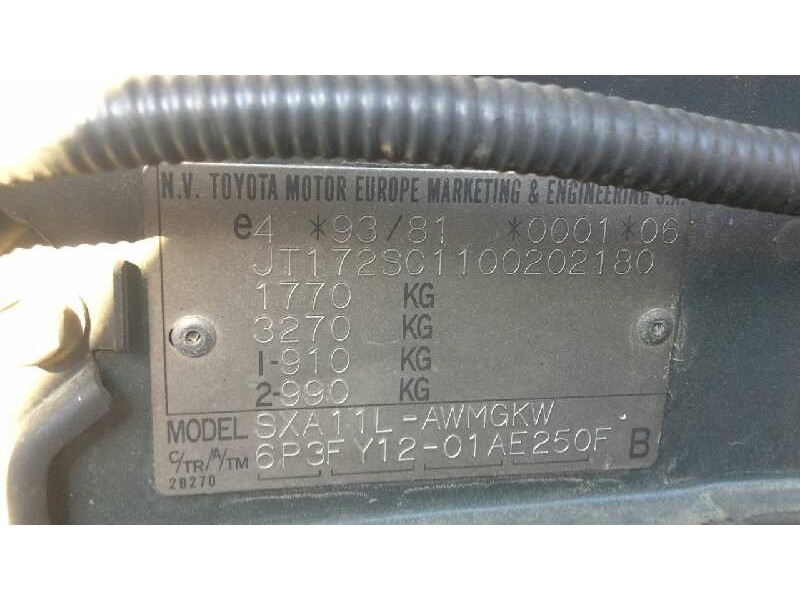 N.V. TOYOTA MOTOR EUROPE MARKETING & ENGINEERING S.A.
e4 *93/81 *0001*06
JT172SC1100202180
1770 KG
3270 KG
1-910 KG
2-990 KG
MODEL SXA11L-AWMGKW
C/TR/A/TM 6P3F Y12-01AE250F B
28270